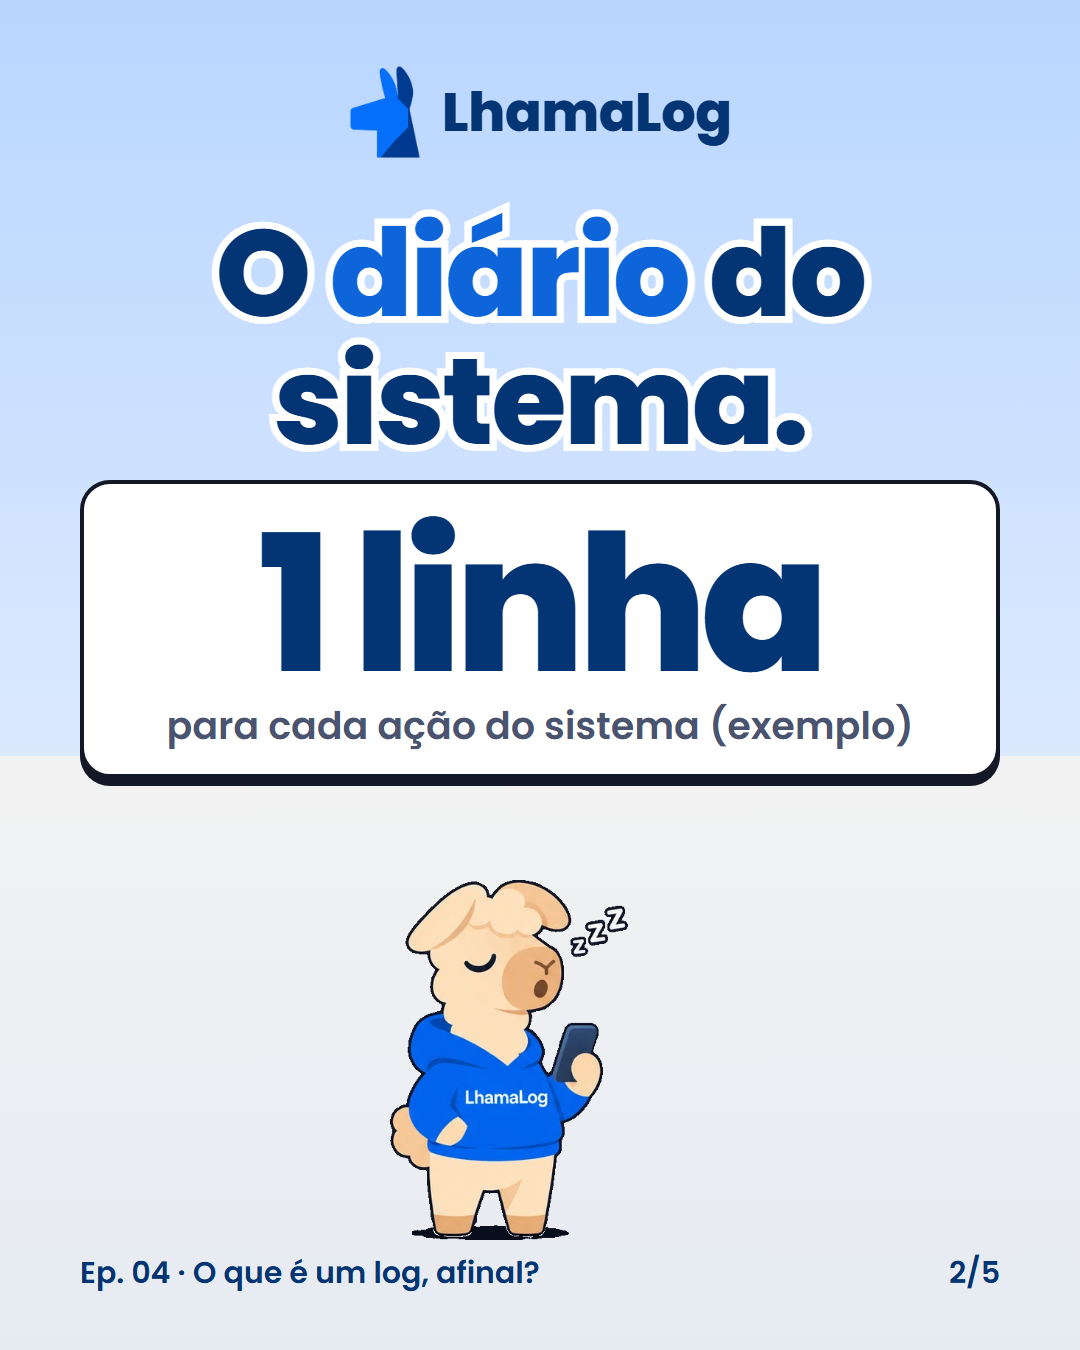 LhamaLog
O diário do
sistema.
1 linha
para cada ação do sistema (exemplo)
zzz
LhamaLog
Ep. 04 · O que é um log, afinal?
2/5